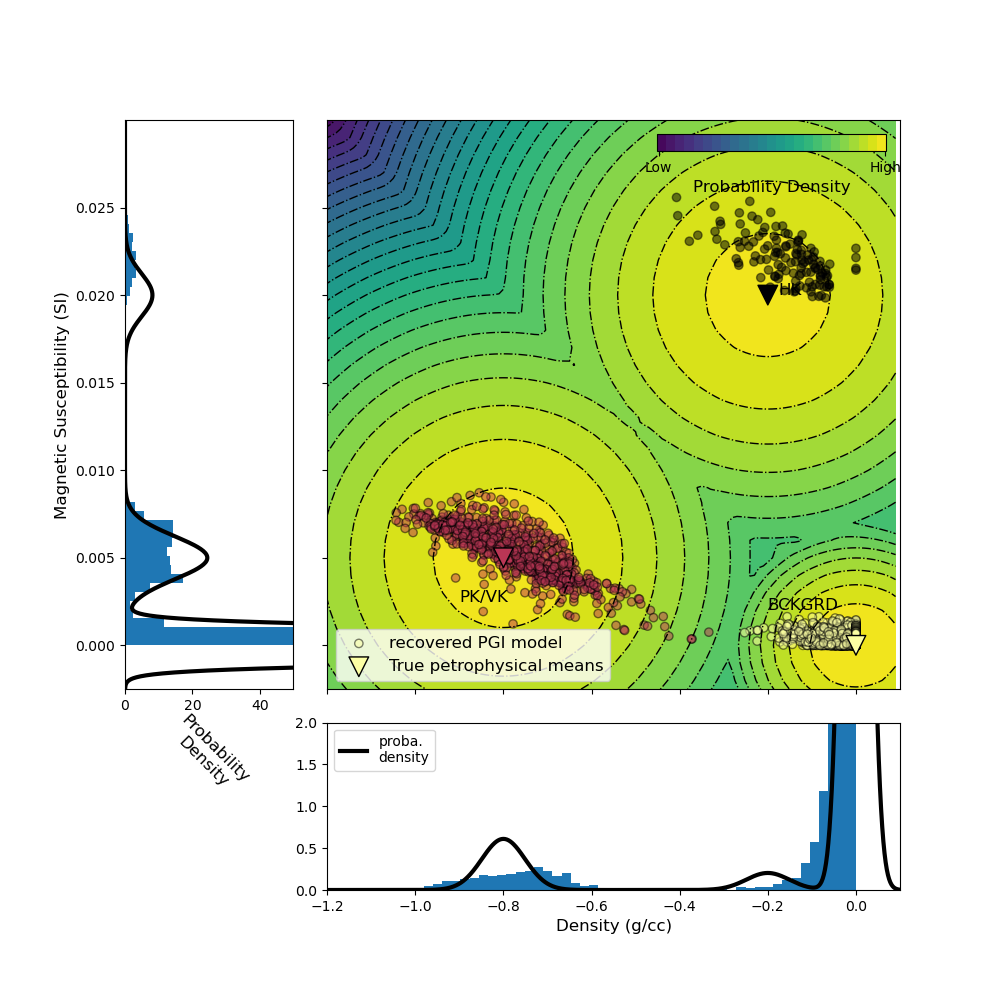 Low
High
Probability Density
HK
PK/VK
BCKGRD
recovered PGI model
True petrophysical means
Magnetic Susceptibility (SI)
0.025
0.020
0.015
0.010
0.005
0.000
0 20 40
Probability
Density
proba.
density
2.0
1.5
1.0
0.5
0.0
−1.2 −1.0 −0.8 −0.6 −0.4 −0.2 0.0
Density (g/cc)